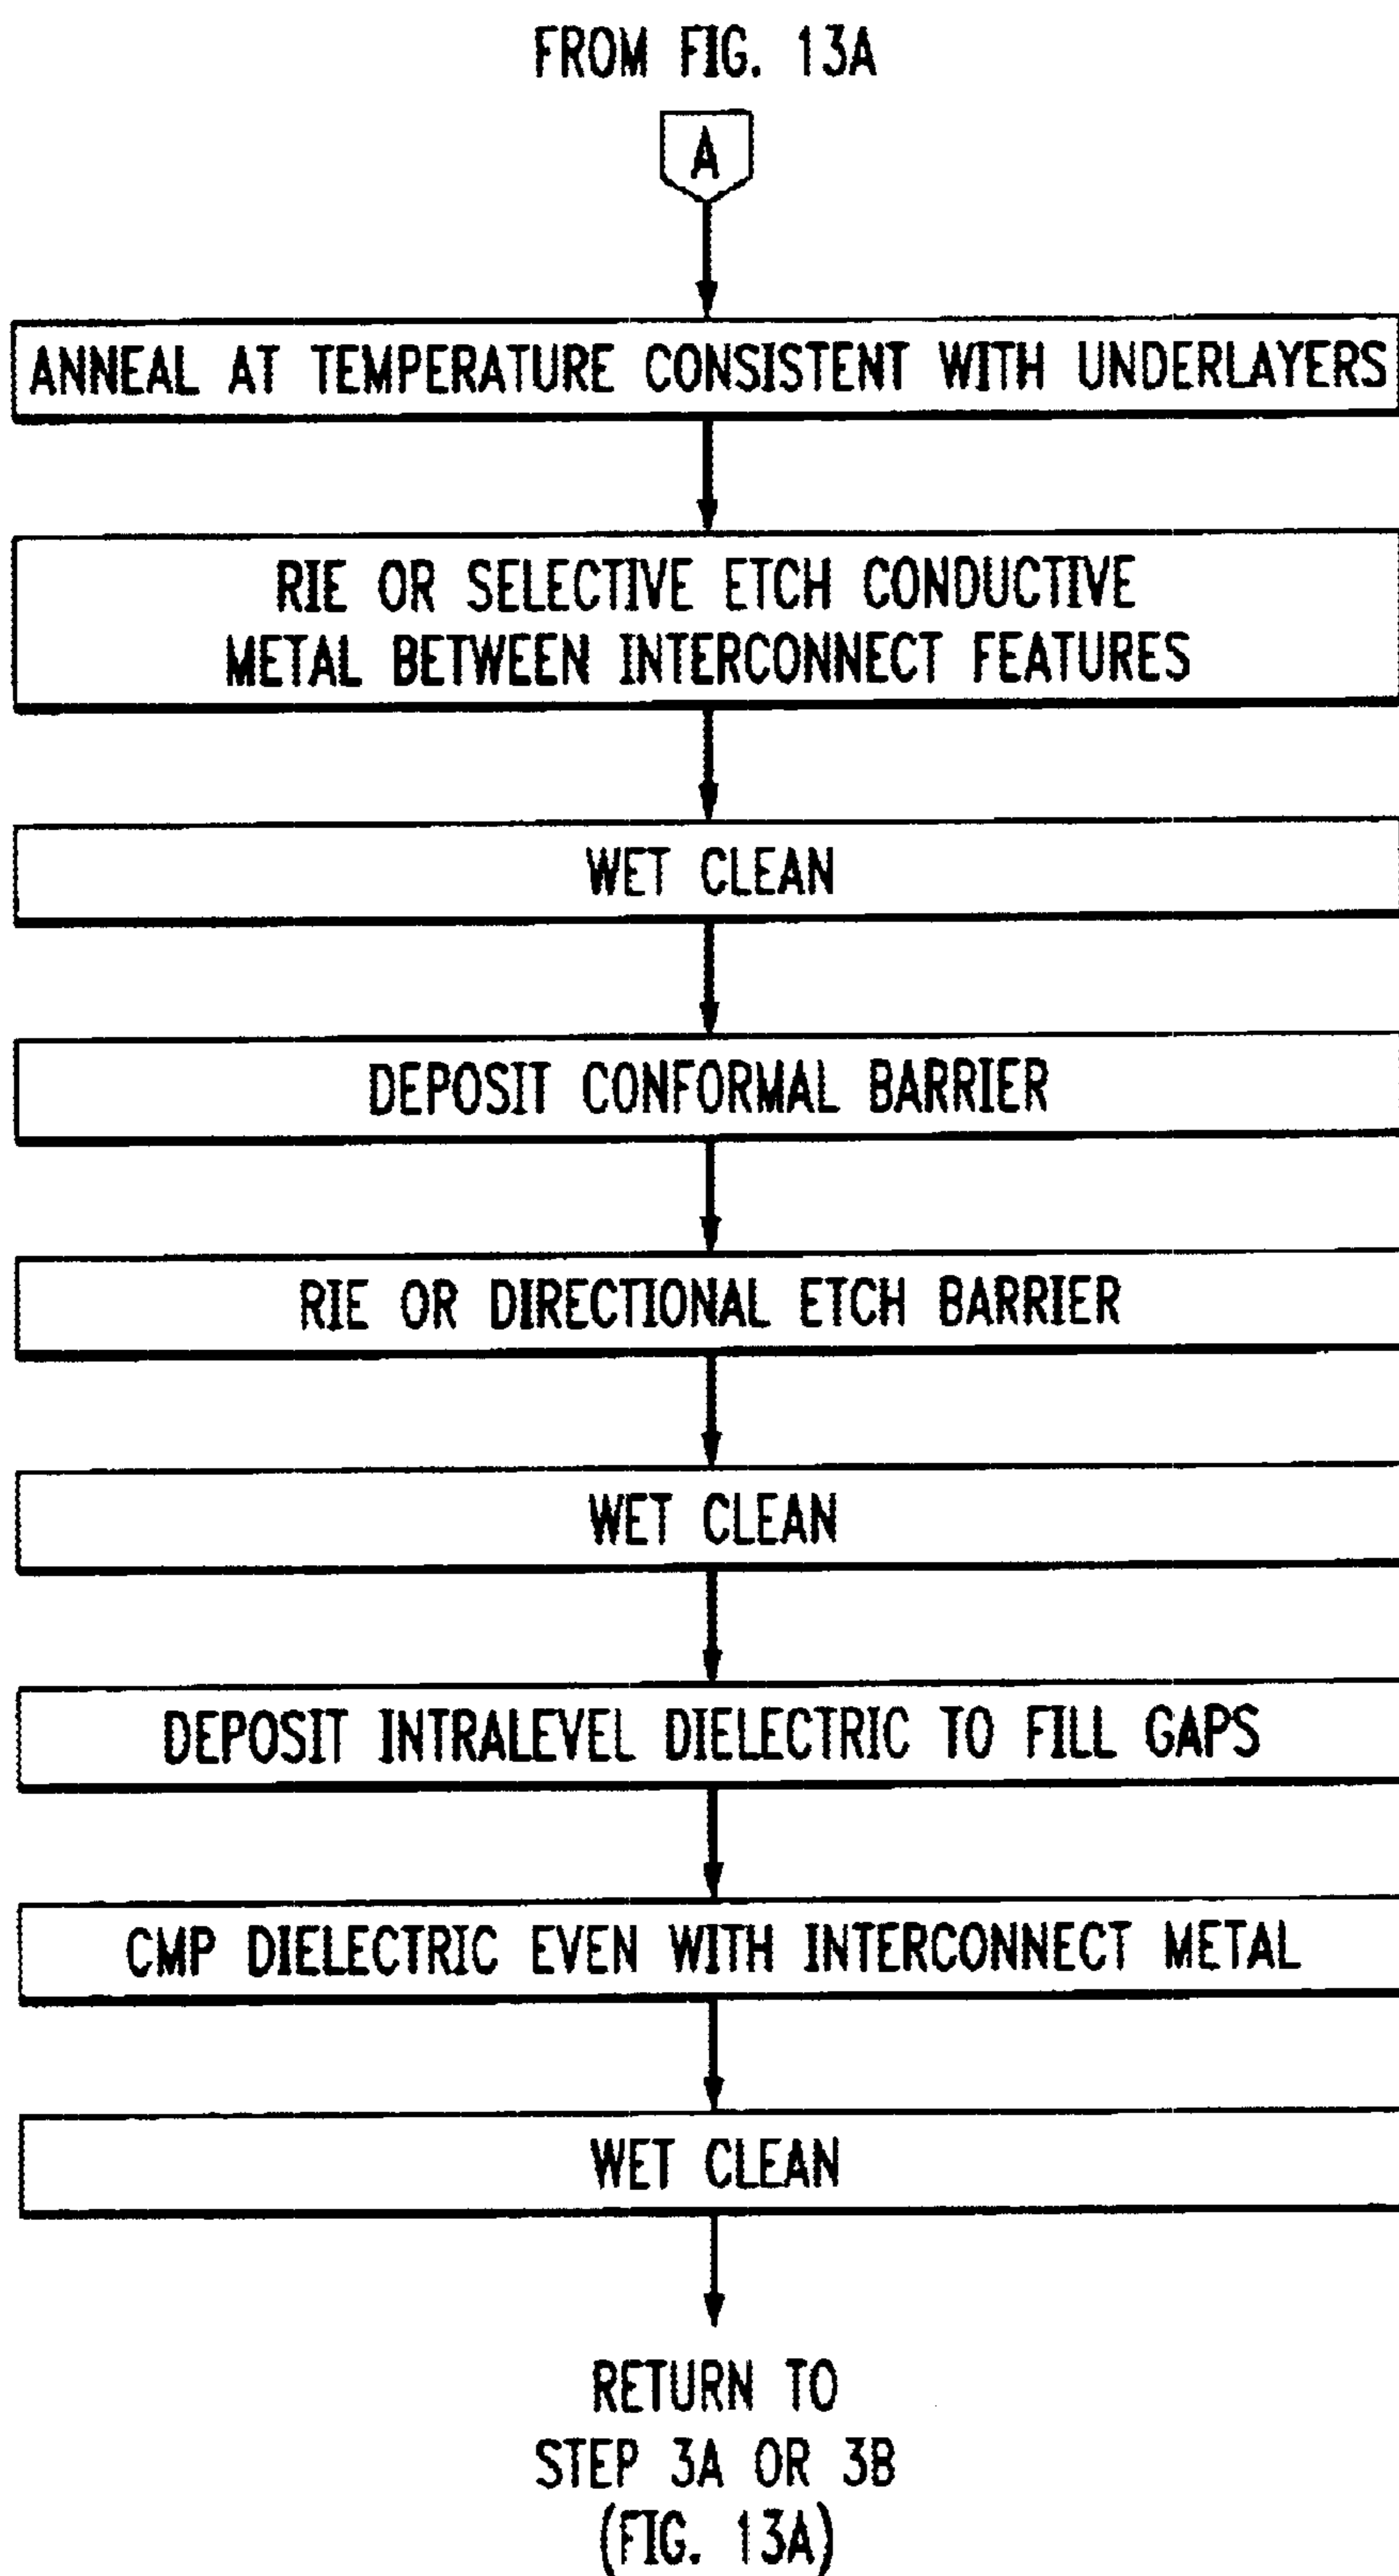 FROM FIG. 13A
A
ANNEAL AT TEMPERATURE CONSISTENT WITH UNDERLAYERS
RIE OR SELECTIVE ETCH CONDUCTIVE
METAL BETWEEN INTERCONNECT FEATURES
WET CLEAN
DEPOSIT CONFORMAL BARRIER
RIE OR DIRECTIONAL ETCH BARRIER
WET CLEAN
DEPOSIT INTRALEVEL DIELECTRIC TO FILL GAPS
CMP DIELECTRIC EVEN WITH INTERCONNECT METAL
WET CLEAN
RETURN TO
STEP 3A OR 3B
(FIG. 13A)